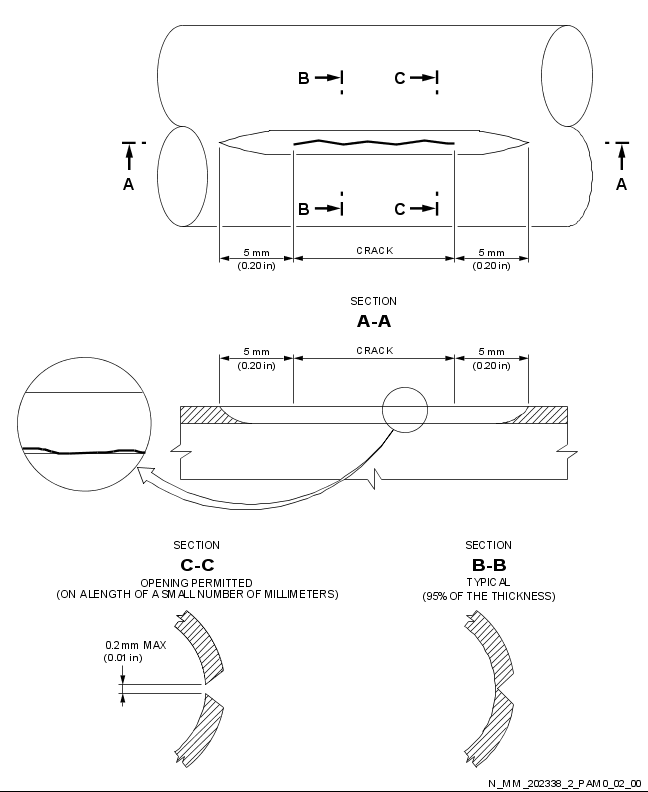 B C
A A
B C
5 mm CRACK 5 mm
(0.20 in) (0.20 in)
SECTION
A-A
5 mm CRACK 5 mm
(0.20 in) (0.20 in)
SECTION SECTION
C-C B-B
OPENING PERMITTED TYPICAL
(ON A LENGTH OF A SMALL NUMBER OF MILLIMETERS) (95% OF THE THICKNESS)
0.2 mm MAX
(0.01 in)
N_MM_202338_2_PAM0_02_00